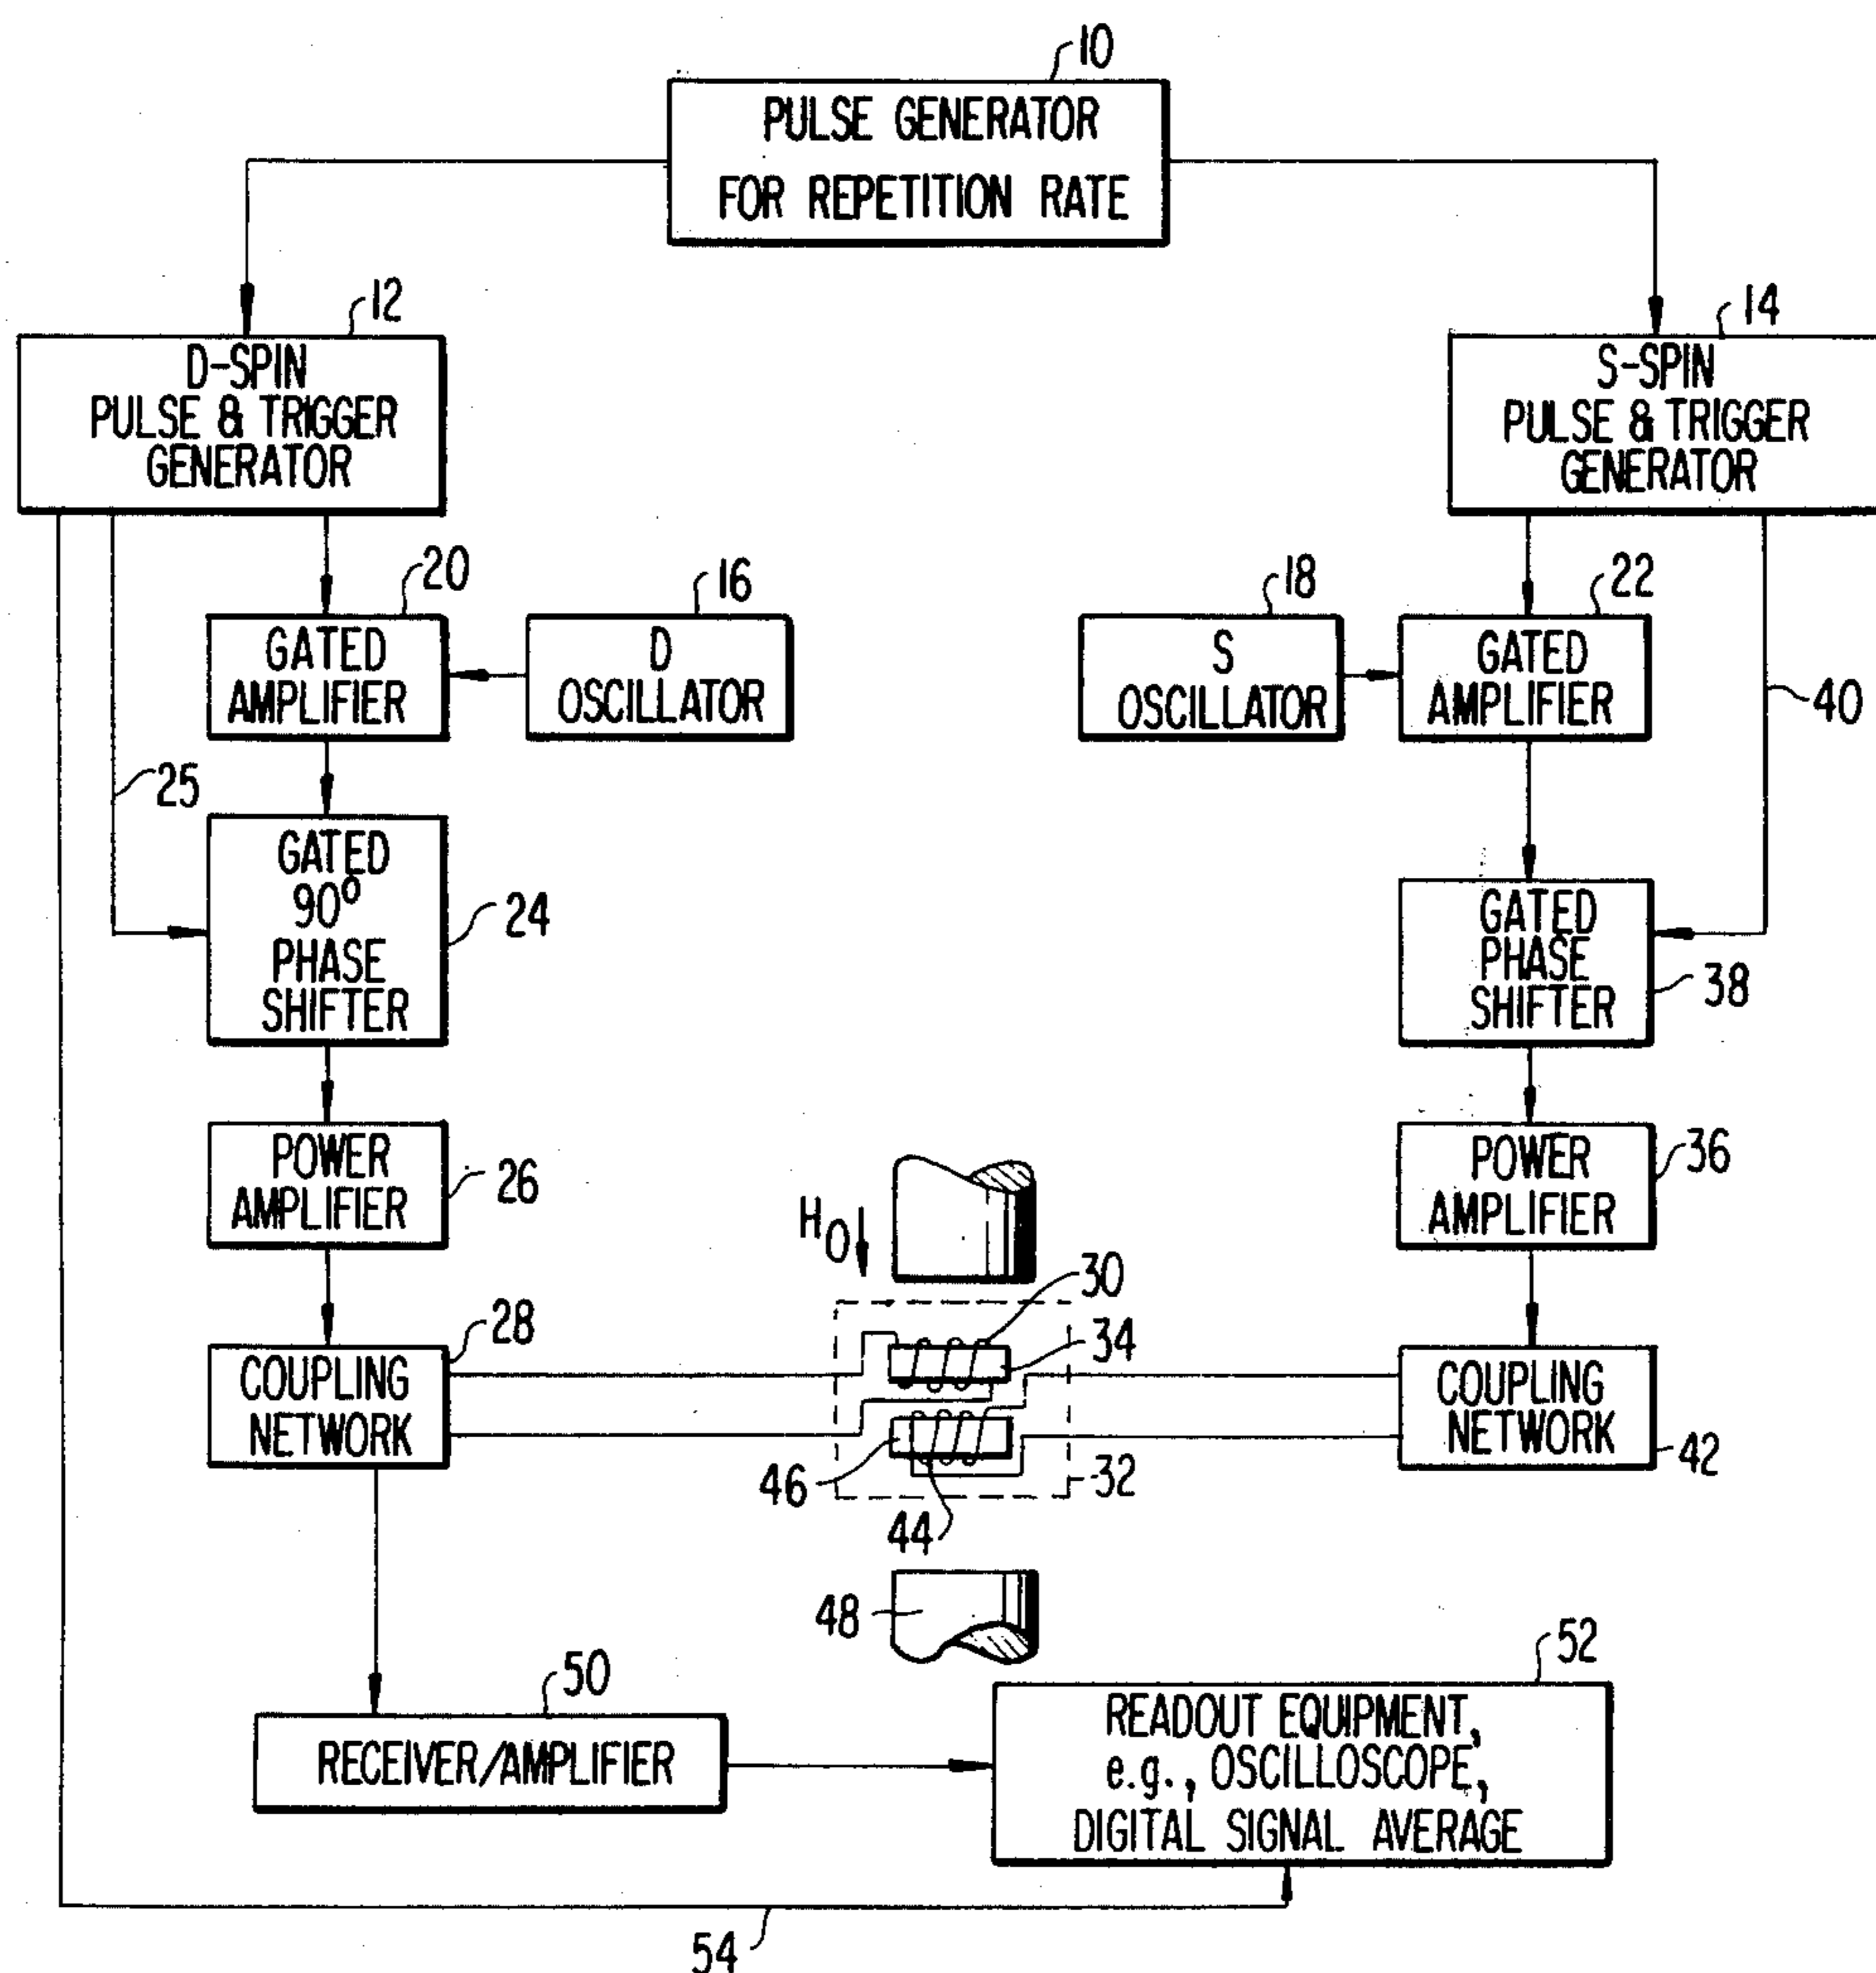 10
PULSE GENERATOR
FOR REPETITION RATE
12
D-SPIN
PULSE & TRIGGER
GENERATOR
14
S-SPIN
PULSE & TRIGGER
GENERATOR
20
GATED
AMPLIFIER
16
D
OSCILLATOR
18
S
OSCILLATOR
22
GATED
AMPLIFIER
40
25
GATED
90°
PHASE
SHIFTER
24
GATED
PHASE
SHIFTER
38
POWER
AMPLIFIER
26
H0
POWER
AMPLIFIER
36
30
28
COUPLING
NETWORK
34
COUPLING
NETWORK
42
46
44
32
48
50
RECEIVER/AMPLIFIER
52
READOUT EQUIPMENT,
e.g., OSCILLOSCOPE,
DIGITAL SIGNAL AVERAGE
54